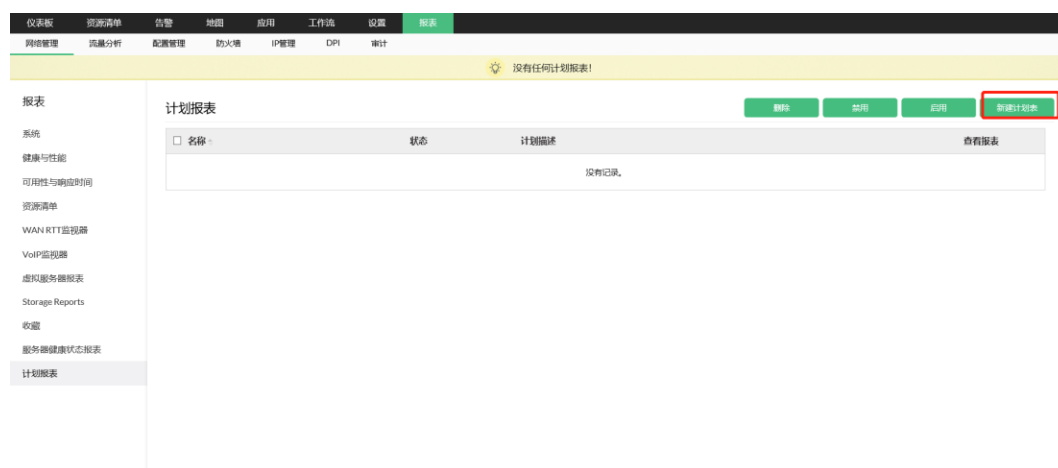 仪表板 资源清单 告警 地图 应用 工作流 设置 报表
网络管理 流量分析 配置管理 防火墙 IP管理 DPI 审计
没有任何计划报表!
报表
计划报表
删除 禁用 启用 新建计划表
系统
名称 状态 计划描述 查看报表
健康与性能
没有记录。
可用性与响应时间
资源清单
WAN RTT监视器
VoIP监视器
虚拟服务器报表
Storage Reports
收藏
服务器健康状态报表
计划报表